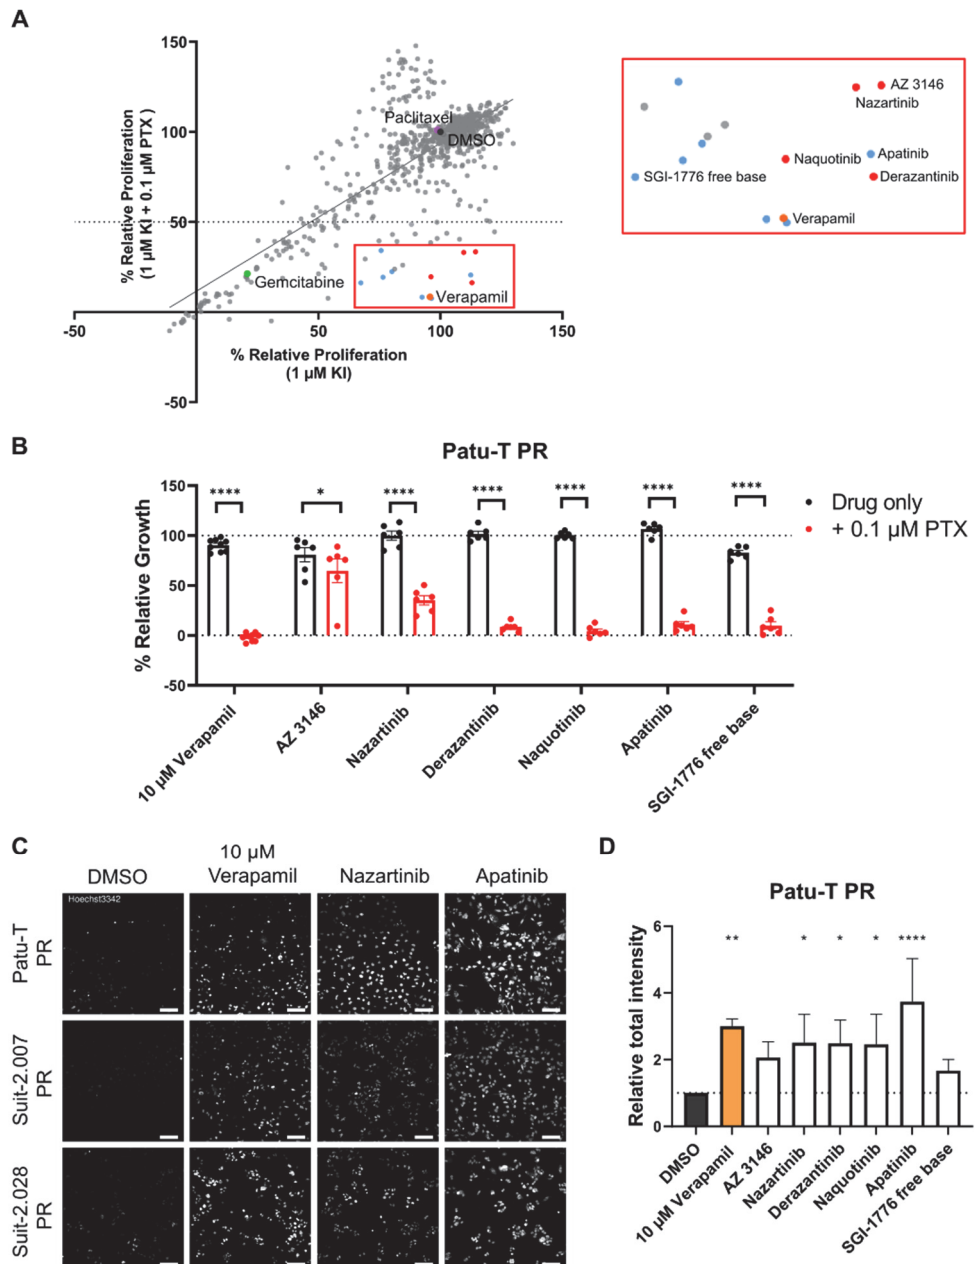 A
150
100
50
-50
50
100
150
-50
% Relative Proliferation
(1 µM KI + 0.1 µM PTX )
% Relative Proliferation
(1 µM KI)
Paclitaxel
DMSO
Gemcitabine
Verapamil
AZ 3146
Nazartinib
Naquotinib
Apatinib
SGI-1776 free base
Derazantinib
Verapamil
B
Patu-T PR
150
100
50
0
-50
% Relative Growth
**** * **** **** **** **** ****
Drug only
+ 0.1 µM PTX
10 µM Verapamil
AZ 3146
Nazartinib
Derazantinib
Naquotinib
Apatinib
SGI-1776 free base
C
DMSO
10 µM
Verapamil
Nazartinib
Apatinib
Hoechst3342
Patu-T
PR
Suit-2.007
PR
Suit-2.028
PR
D
Patu-T PR
6
4
2
0
Relative total intensity
** * * * ****
DMSO
10 µM Verapamil
AZ 3146
Nazartinib
Derazantinib
Naquotinib
Apatinib
SGI-1776 free base